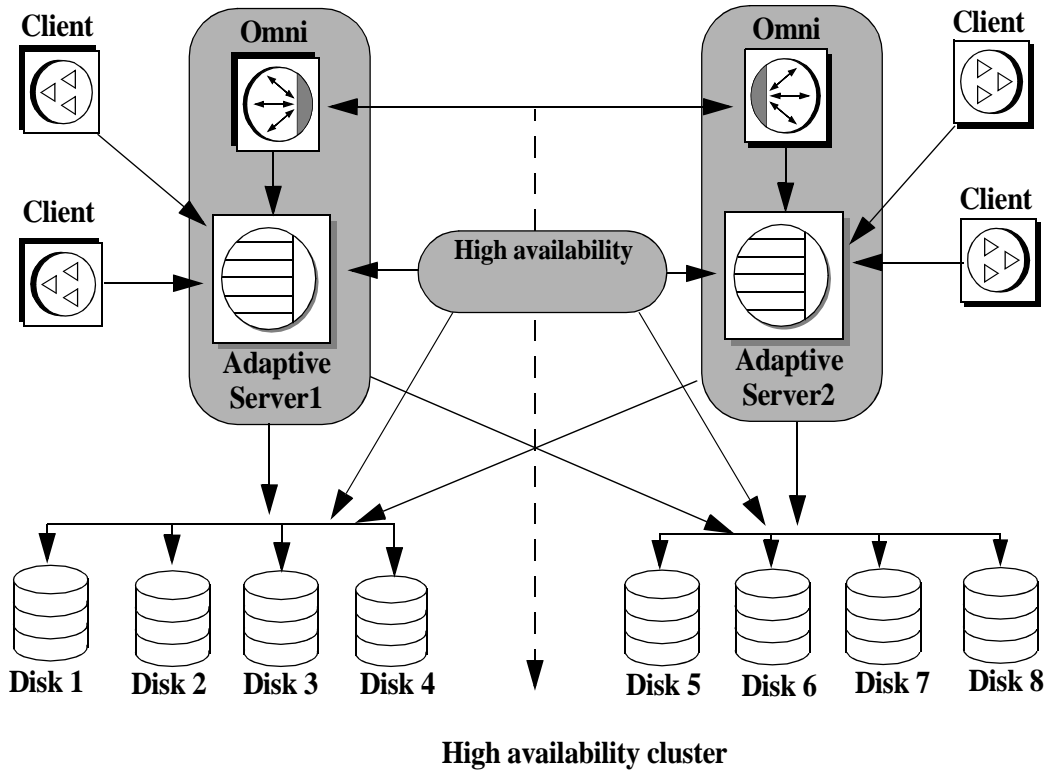 Client
Omni
Omni
Client
Client
Client
High availability
Adaptive
Server1
Adaptive
Server2
Disk 1
Disk 2
Disk 3
Disk 4
Disk 5
Disk 6
Disk 7
Disk 8
High availability cluster